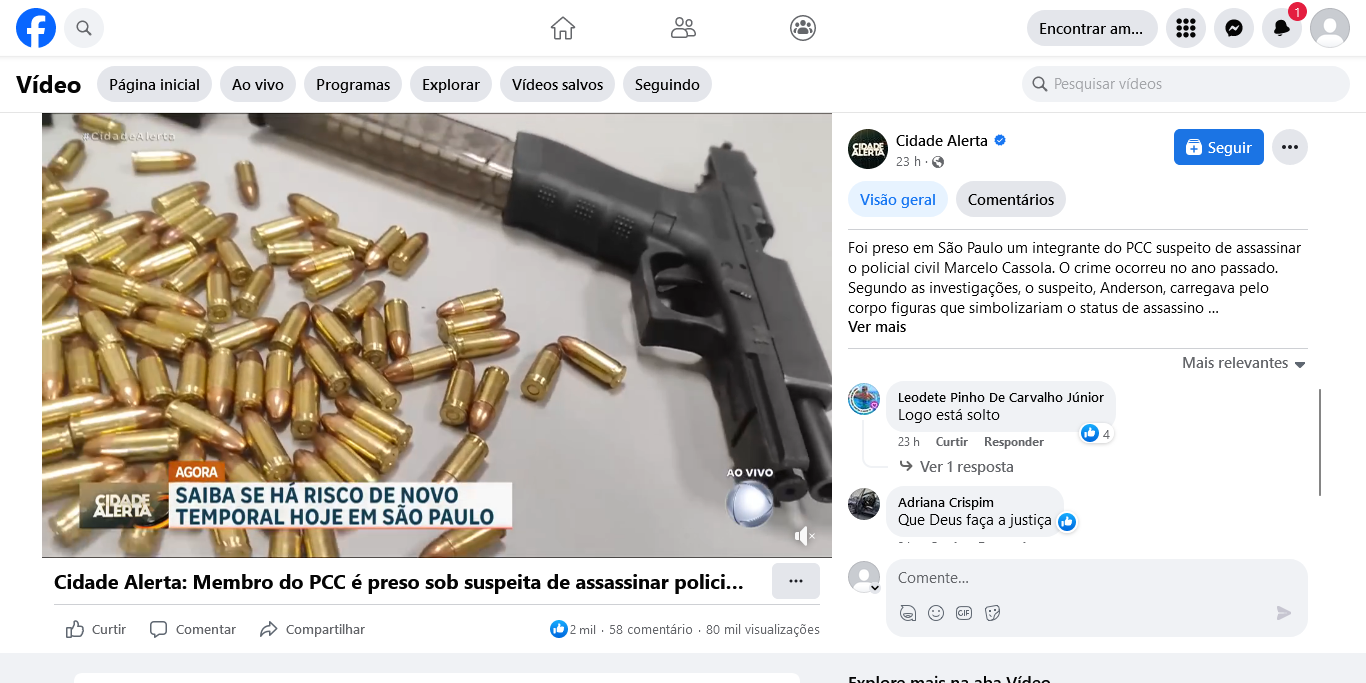 Encontrar am...
1
Vídeo
Página inicial
Ao vivo
Programas
Explorar
Vídeos salvos
Seguindo
Pesquisar vídeos
#CidadeAlerta
AGORA
CIDADE ALERTA
SAIBA SE HÁ RISCO DE NOVO
TEMPORAL HOJE EM SÃO PAULO
AO VIVO
Cidade Alerta: Membro do PCC é preso sob suspeita de assassinar polici...
Curtir
Comentar
Compartilhar
2 mil · 58 comentário · 80 mil visualizações
CIDADE ALERTA
Cidade Alerta
23 h ·
Seguir
Visão geral
Comentários
Foi preso em São Paulo um integrante do PCC suspeito de assassinar
o policial civil Marcelo Cassola. O crime ocorreu no ano passado.
Segundo as investigações, o suspeito, Anderson, carregava pelo
corpo figuras que simbolizariam o status de assassino ...
Ver mais
Mais relevantes
Leodete Pinho De Carvalho Júnior
Logo está solto
23 h Curtir Responder
4
Ver 1 resposta
Adriana Crispim
Que Deus faça a justiça
Comente...
GIF
Explore mais na aba Vídeo